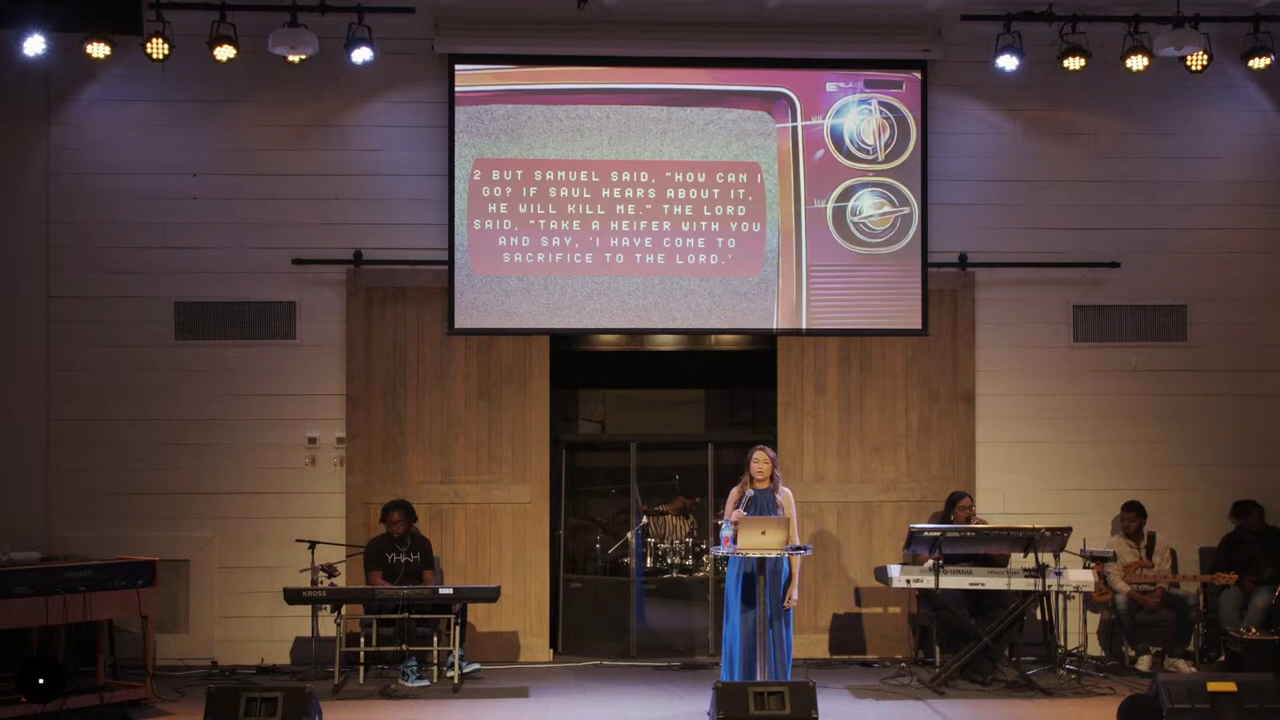 2 BUT SAMUEL SAID, "HOW CAN I
GO? IF SAUL HEARS ABOUT IT,
HE WILL KILL ME." THE LORD
SAID, "TAKE A HEIFER WITH YOU
AND SAY, 'I HAVE COME TO
SACRIFICE TO THE LORD.'
YHWH
KROSS
YAMAHA